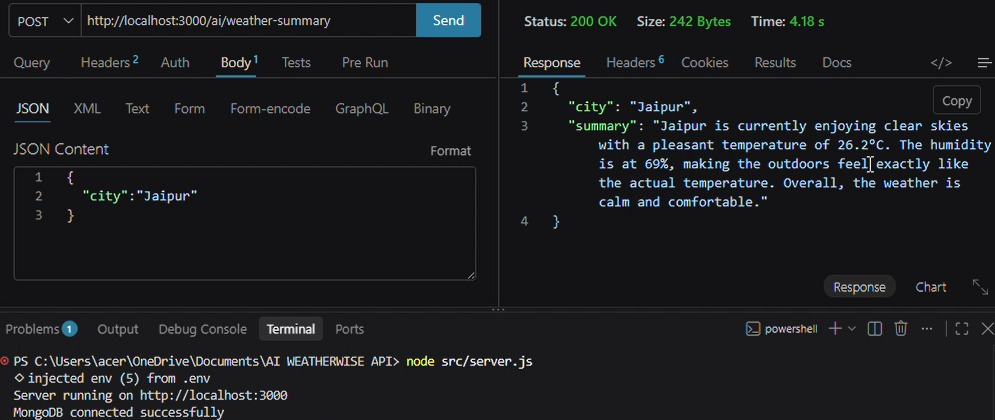 POST http://localhost:3000/ai/weather-summary Send
Query Headers 2 Auth Body 1 Tests Pre Run
JSON XML Text Form Form-encode GraphQL Binary
JSON Content Format
1 {
2 "city":"Jaipur"
3 }
Status: 200 OK Size: 242 Bytes Time: 4.18 s
Response Headers 6 Cookies Results Docs </>
Copy
1 {
2 "city": "Jaipur",
3 "summary": "Jaipur is currently enjoying clear skies
with a pleasant temperature of 26.2°C. The humidity
is at 69%, making the outdoors feel exactly like
the actual temperature. Overall, the weather is
calm and comfortable."
4 }
Response Chart
Problems 1 Output Debug Console Terminal Ports powershell
PS C:\Users\acer\OneDrive\Documents\AI WEATHERWISE API> node src/server.js
◇ injected env (5) from .env
Server running on http://localhost:3000
MongoDB connected successfully